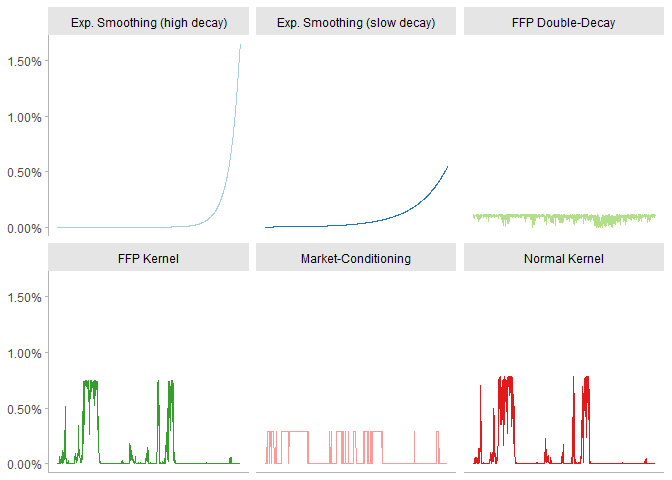 Exp. Smoothing (high decay)
Exp. Smoothing (slow decay)
FFP Double-Decay
1.50%
1.00%
0.50%
0.00%
FFP Kernel
Market-Conditioning
Normal Kernel
1.50%
1.00%
0.50%
0.00%